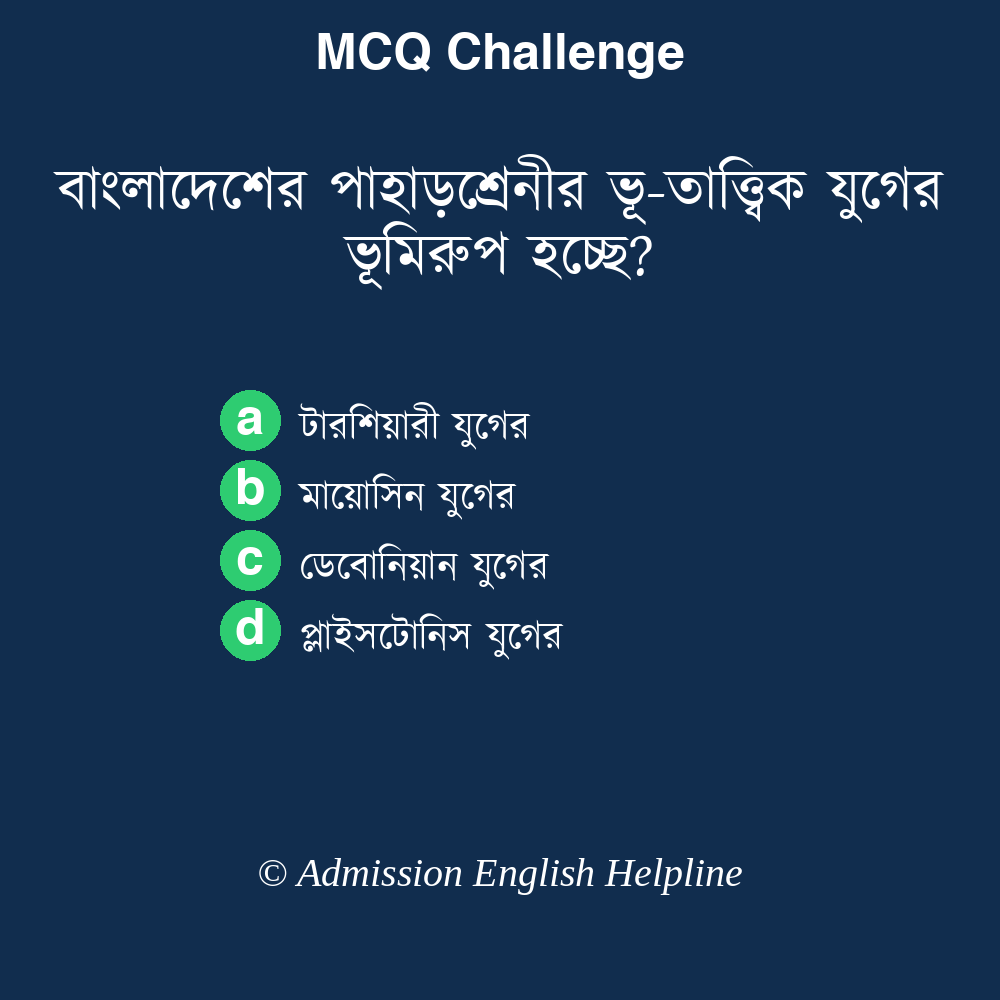 MCQ Challenge
বাংলাদেশের পাহাড়শ্রেনীর ভূ-তাত্ত্বিক যুগের
ভূমিরুপ হচ্ছে?
a টারশিয়ারী যুগের
b মায়োসিন যুগের
c ডেবোনিয়ান যুগের
d প্লাইসটোনিস যুগের
© Admission English Helpline